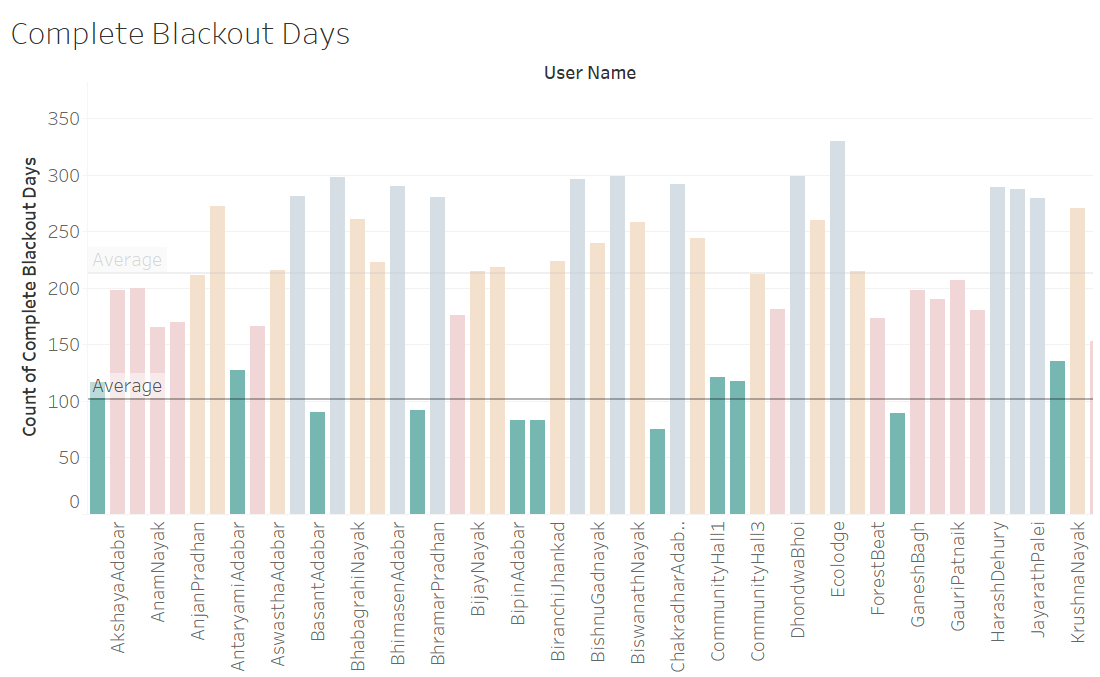 Complete Blackout Days
User Name
Count of Complete Blackout Days
350
300
250
200
150
100
50
0
Average
Average
AkshayaAdabar
AnamNayak
AnjanPradhan
AntaryamiAdabar
AswasthaAdabar
BasantAdabar
BhabagrahiNayak
BhimasenAdabar
BhramarPradhan
BijayNayak
BipinAdabar
BiranchiJhankad
BishnuGadnayak
BiswanathNayak
ChakradharAdab..
CommunityHall1
CommunityHall3
DhondwaBhoi
Ecolodge
ForestBeat
GaneshBagh
GauriPatnaik
HarashDehury
JayarathPalei
KrushnaNayak